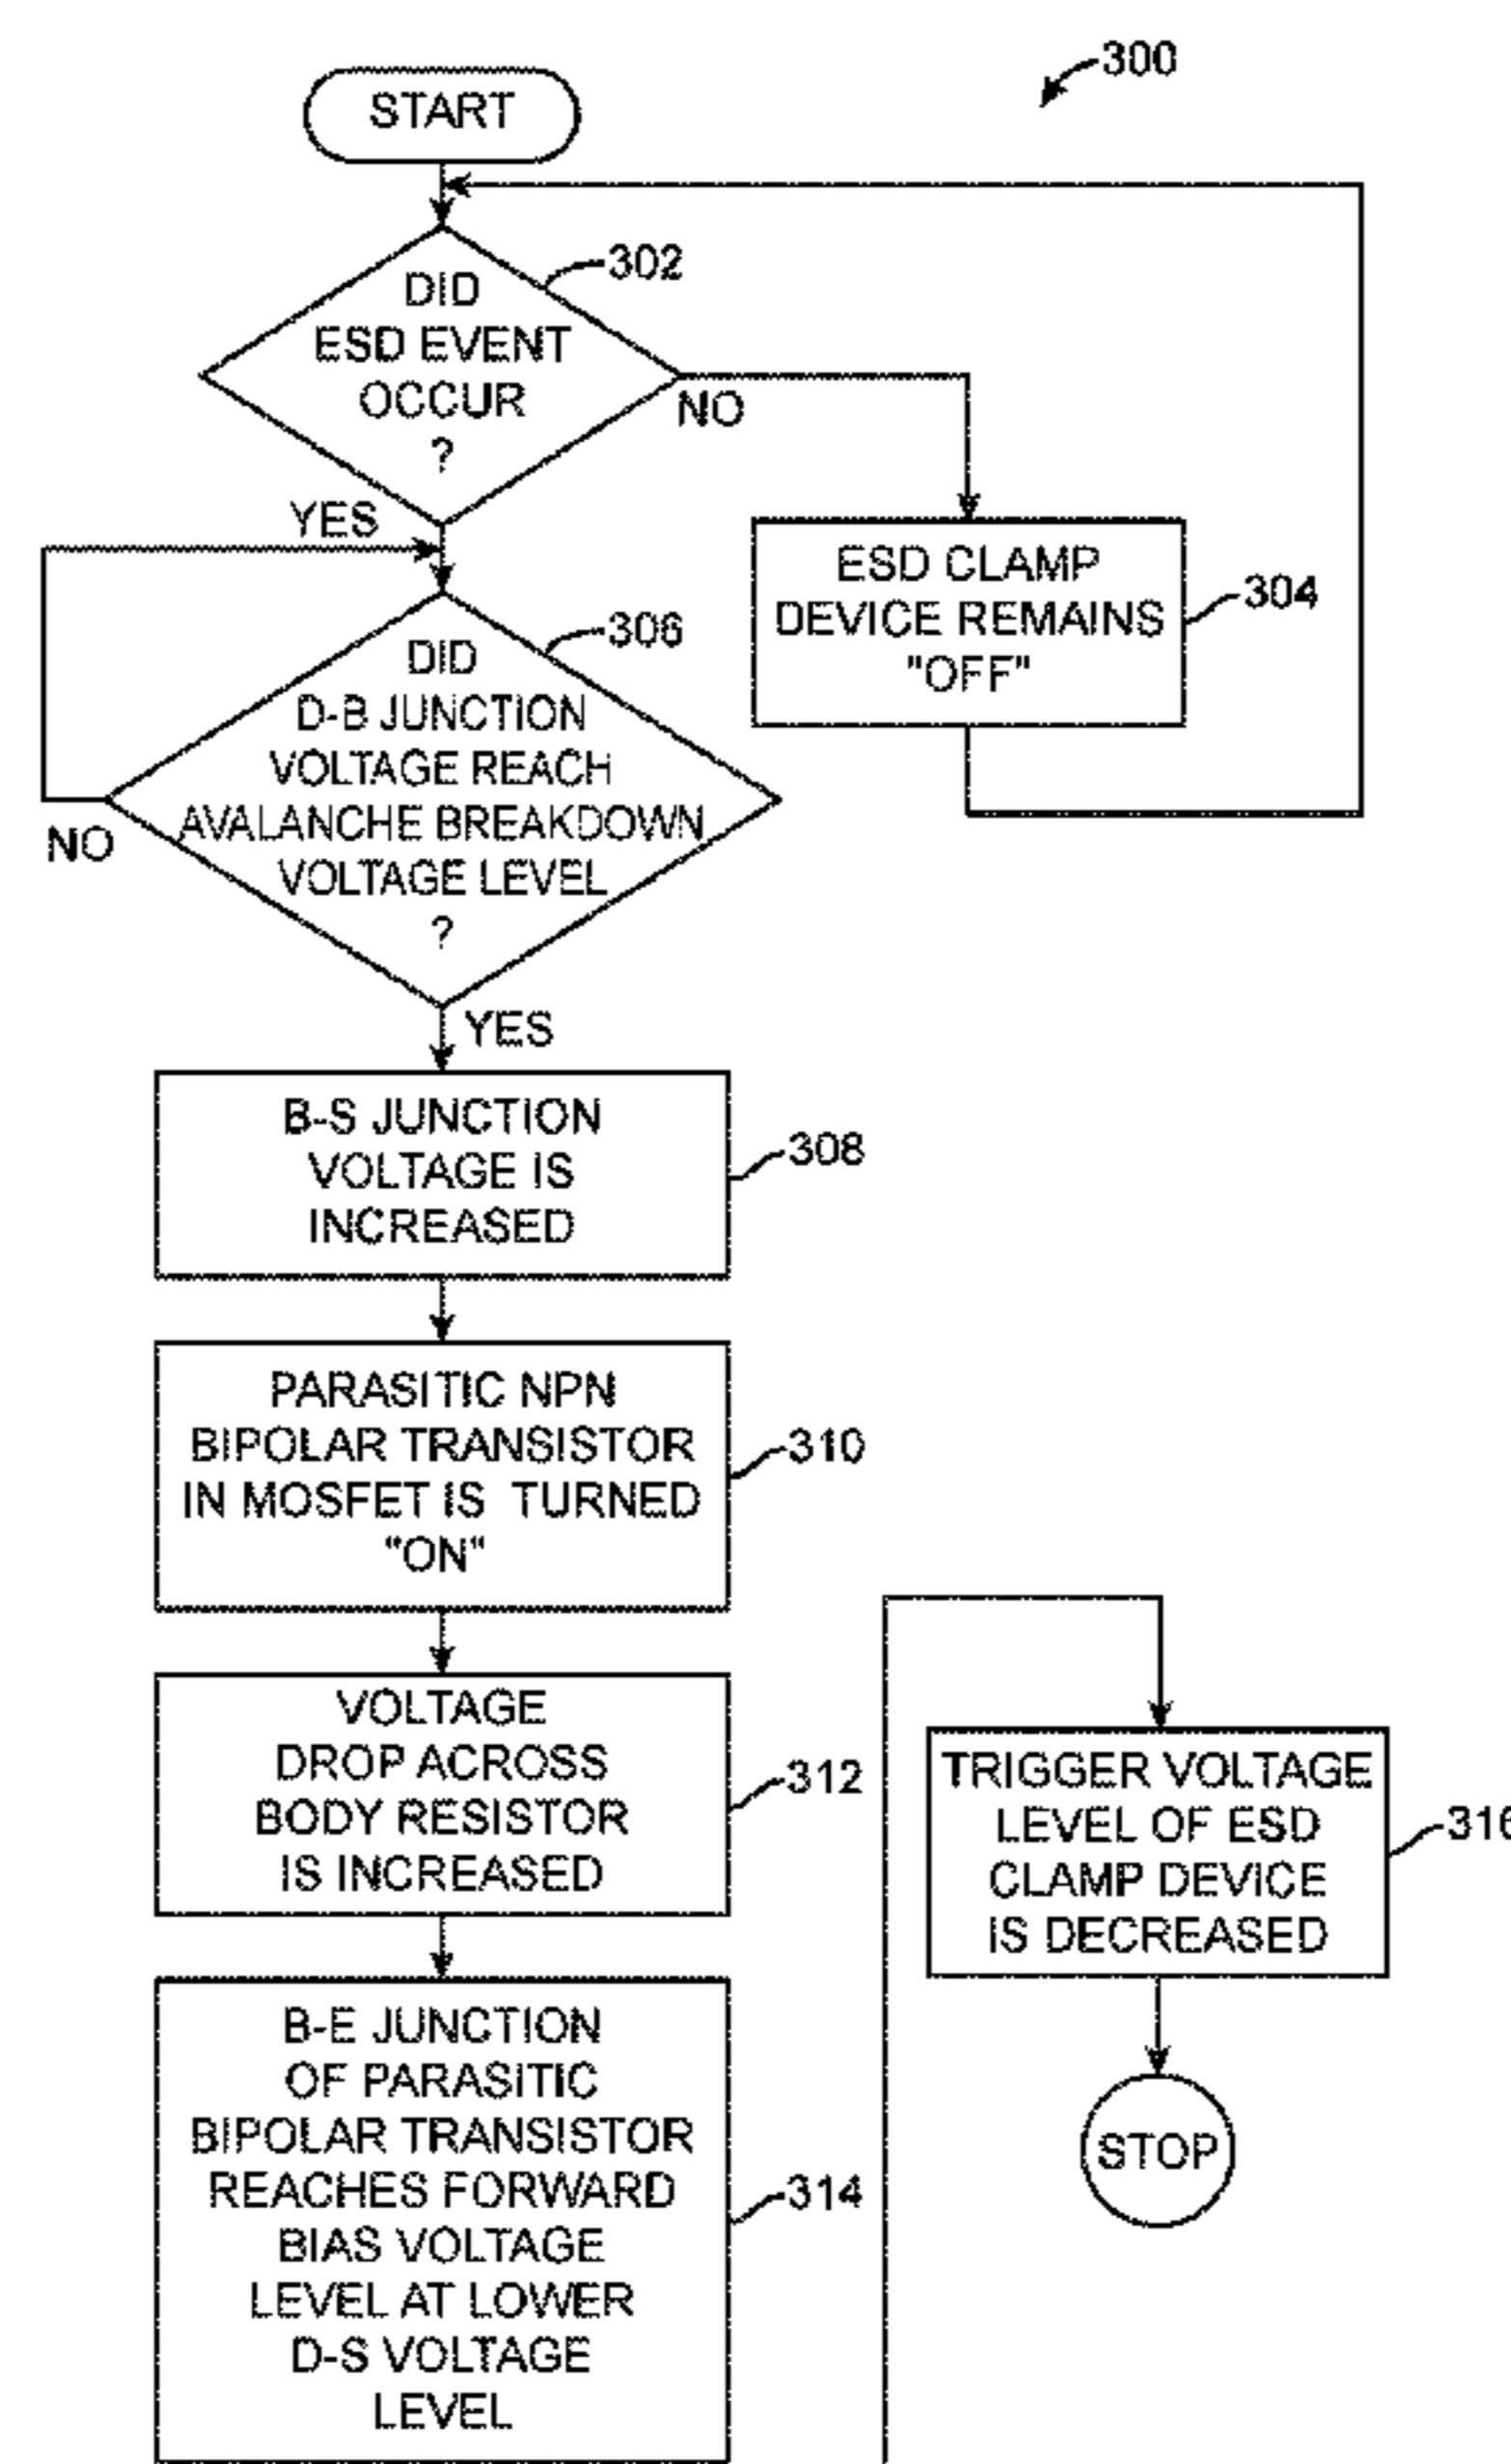 300
START
302
DID
ESD EVENT
OCCUR
?
NO
YES
ESD CLAMP
DEVICE REMAINS
"OFF"
304
306
DID
D-B JUNCTION
VOLTAGE REACH
AVALANCHE BREAKDOWN
VOLTAGE LEVEL
?
NO
YES
B-S JUNCTION
VOLTAGE IS
INCREASED
308
PARASITIC NPN
BIPOLAR TRANSISTOR
IN MOSFET IS TURNED
"ON"
310
VOLTAGE
DROP ACROSS
BODY RESISTOR
IS INCREASED
312
B-E JUNCTION
OF PARASITIC
BIPOLAR TRANSISTOR
REACHES FORWARD
BIAS VOLTAGE
LEVEL AT LOWER
D-S VOLTAGE
LEVEL
314
TRIGGER VOLTAGE
LEVEL OF ESD
CLAMP DEVICE
IS DECREASED
316
STOP